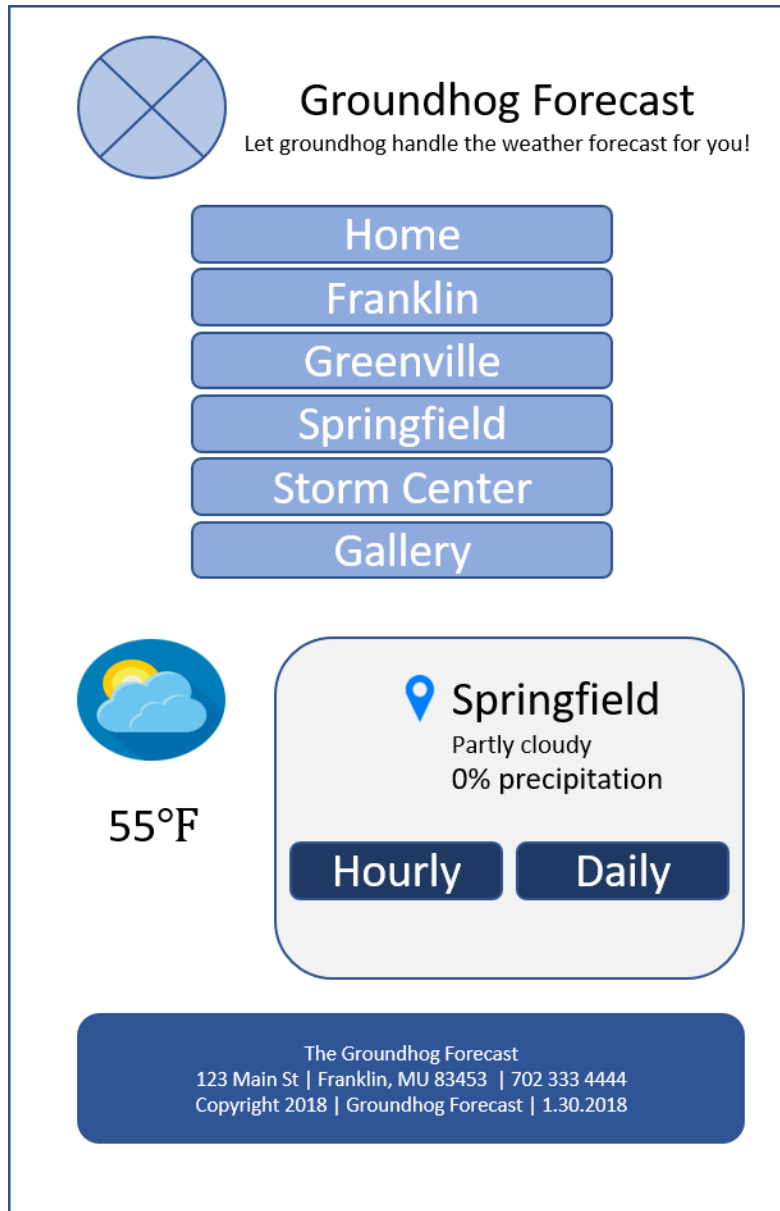 Groundhog Forecast
Let groundhog handle the weather forecast for you!
Home
Franklin
Greenville
Springfield
Storm Center
Gallery
Springfield
Partly cloudy
0% precipitation
55°F
Hourly
Daily
The Groundhog Forecast
123 Main St | Franklin, MU 83453 | 702 333 4444
Copyright 2018 | Groundhog Forecast | 1.30.2018